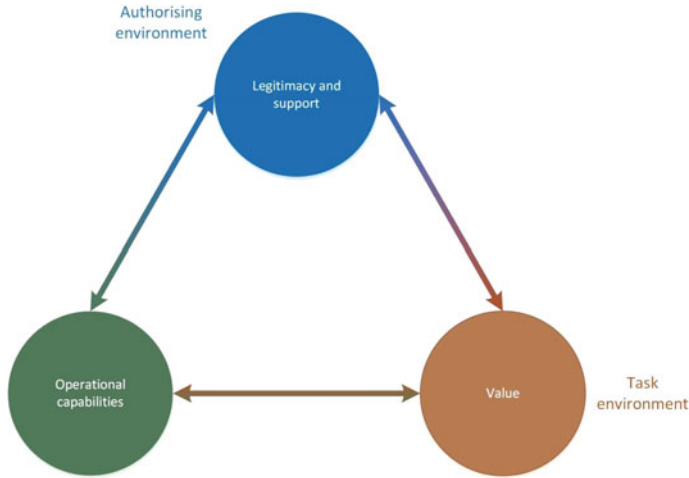 Authorising
environment
Legitimacy and
support
Operational
capabilities
Value
Task
environment